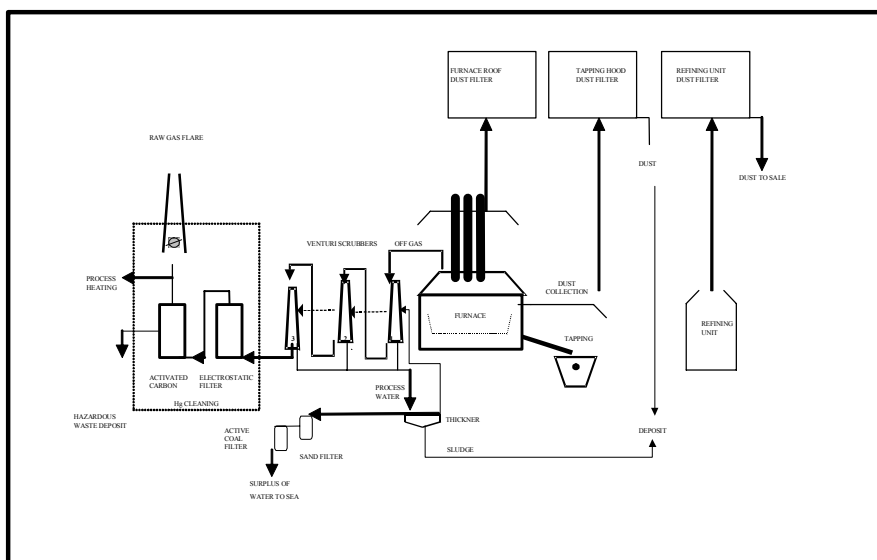 FURNACE ROOF
DUST FILTER
TAPPING HOOD
DUST FILTER
REFINING UNIT
DUST FILTER
RAW GAS FLARE
DUST
DUST TO SALE
VENTURI SCRUBBERS
OFF GAS
PROCESS
HEATING
DUST
COLLECTION
FURNACE
REFINING
UNIT
3
2
TAPPING
ACTIVATED
CARBON
ELECTROSTATIC
FILTER
PROCESS
WATER
Hg CLEANING
HAZARDOUS
WASTE DEPOSIT
THICKNER
ACTIVE
COAL
FILTER
DEPOSIT
SAND FILTER
SLUDGE
SURPLUS OF
WATER TO SEA